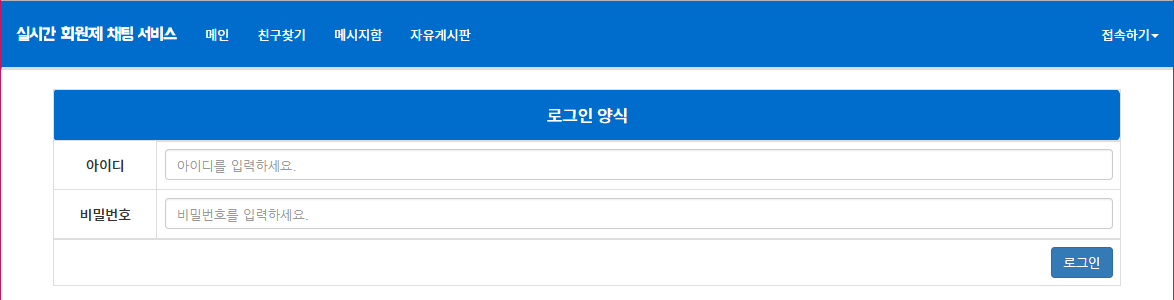 실시간 회원제 채팅 서비스 메인 친구찾기 메시지함 자유게시판 접속하기
로그인 양식
아이디 아이디를 입력하세요.
비밀번호 비밀번호를 입력하세요.
로그인